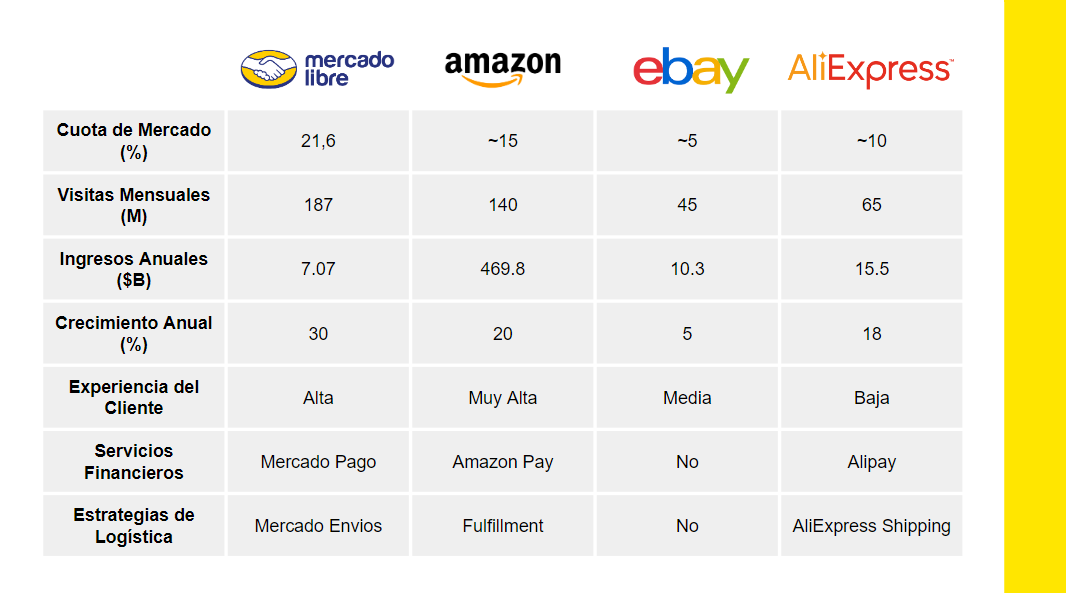 mercado
libre
amazon
ebay
AliExpress™
Cuota de Mercado
(%)
21,6
~15
~5
~10
Visitas Mensuales
(M)
187
140
45
65
Ingresos Anuales
($B)
7.07
469.8
10.3
15.5
Crecimiento Anual
(%)
30
20
5
18
Experiencia del
Cliente
Alta
Muy Alta
Media
Baja
Servicios
Financieros
Mercado Pago
Amazon Pay
No
Alipay
Estrategias de
Logística
Mercado Envios
Fulfillment
No
AliExpress Shipping